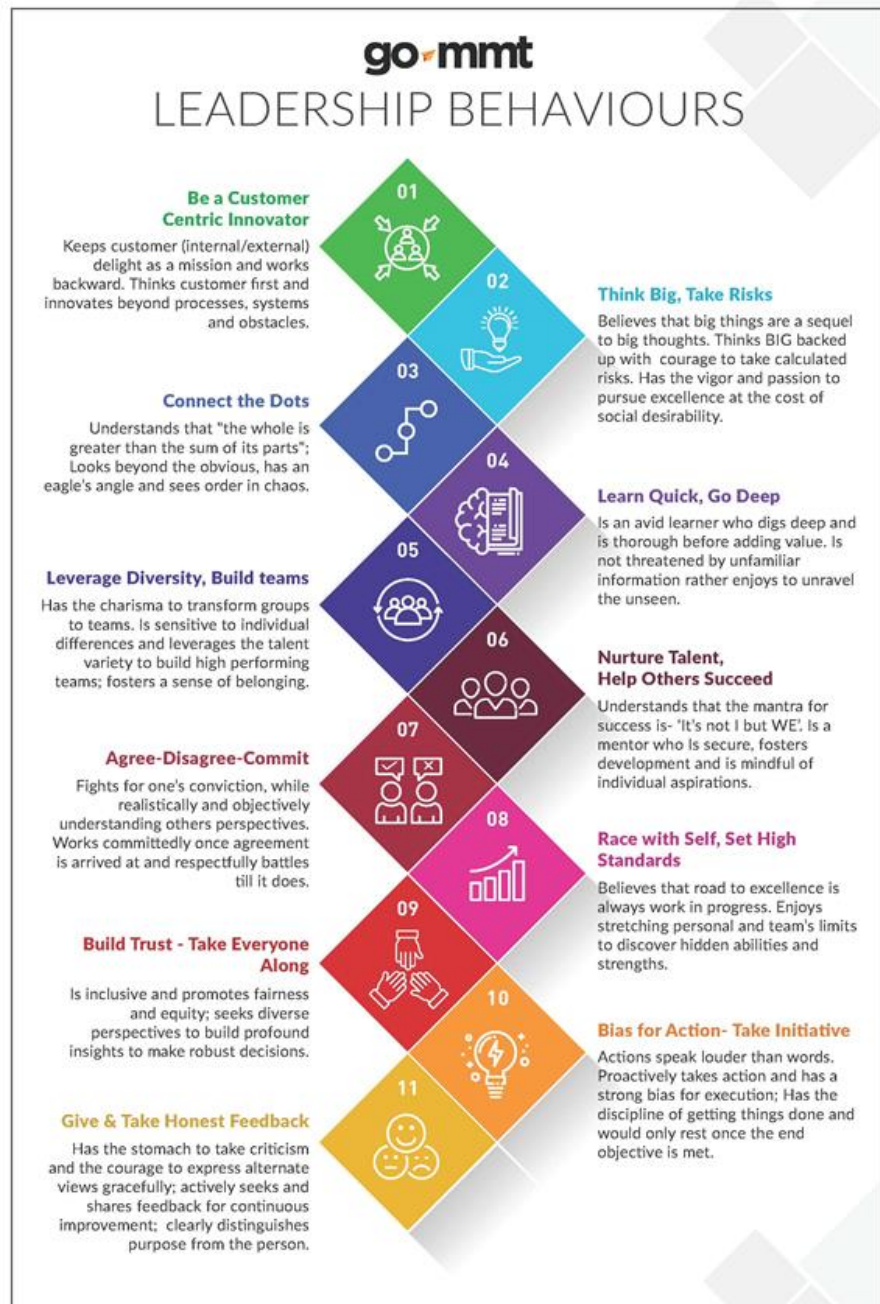 go mmt
LEADERSHIP BEHAVIOURS
01
Be a Customer
Centric Innovator
Keeps customer (internal/external)
delight as a mission and works
backward. Thinks customer first and
innovates beyond processes, systems
and obstacles.
02
Think Big, Take Risks
Believes that big things are a sequel
to big thoughts. Thinks BIG backed
up with courage to take calculated
risks. Has the vigor and passion to
pursue excellence at the cost of
social desirability.
03
Connect the Dots
Understands that "the whole is
greater than the sum of its parts";
Looks beyond the obvious, has an
eagle's angle and sees order in chaos.
04
Learn Quick, Go Deep
Is an avid learner who digs deep and
is thorough before adding value. Is
not threatened by unfamiliar
information rather enjoys to unravel
the unseen.
05
Leverage Diversity, Build teams
Has the charisma to transform groups
to teams. Is sensitive to individual
differences and leverages the talent
variety to build high performing
teams; fosters a sense of belonging.
06
Nurture Talent,
Help Others Succeed
Understands that the mantra for
success is- 'It's not I but WE'. Is a
mentor who Is secure, fosters
development and is mindful of
individual aspirations.
07
Agree-Disagree-Commit
Fights for one's conviction, while
realistically and objectively
understanding others perspectives.
Works committedly once agreement
is arrived at and respectfully battles
till it does.
08
Race with Self, Set High
Standards
Believes that road to excellence is
always work in progress. Enjoys
stretching personal and team's limits
to discover hidden abilities and
strengths.
09
Build Trust - Take Everyone
Along
Is inclusive and promotes fairness
and equity; seeks diverse
perspectives to build profound
insights to make robust decisions.
10
Bias for Action- Take Initiative
Actions speak louder than words.
Proactively takes action and has a
strong bias for execution; Has the
discipline of getting things done and
would only rest once the end
objective is met.
11
Give & Take Honest Feedback
Has the stomach to take criticism
and the courage to express alternate
views gracefully; actively seeks and
shares feedback for continuous
improvement; clearly distinguishes
purpose from the person.